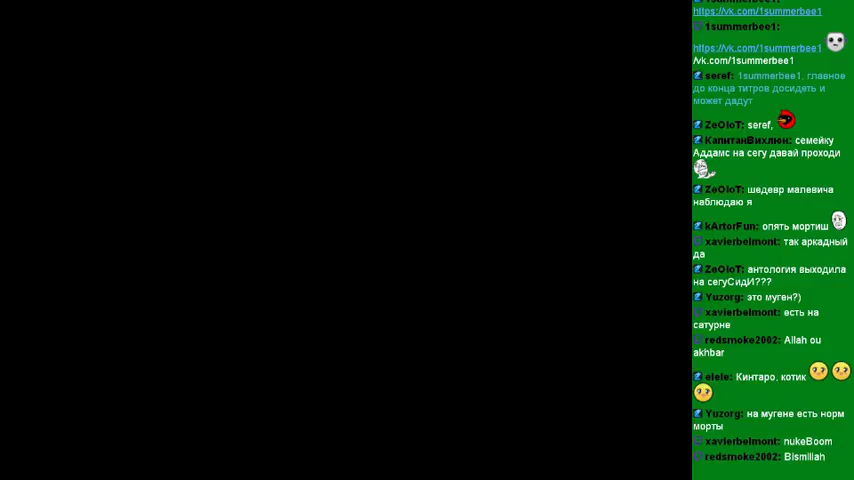 https://vk.com/1summerbee1
1summerbee1:
https://vk.com/1summerbee1
/vk.com/1summerbee1
seref: 1summerbee1, главное
до конца титров досидеть и
может дадут
ZeOloT: seref,
КапитанВихлюн: семейку
Аддамс на сегу давай проходи
ZeOloT: шедевр малевича
наблюдаю я
kArtorFun: опять мортиш
xavierbelmont: так аркадный
да
ZeOloT: антология выходила
на сегуСидИ???
Yuzorg: это муген?)
xavierbelmont: есть на
сатурне
redsmoke2002: Allah ou
akhbar
elele: Кинтаро, котик
Yuzorg: на мугене есть норм
морты
xavierbelmont: nukeBoom
redsmoke2002: Bismillah